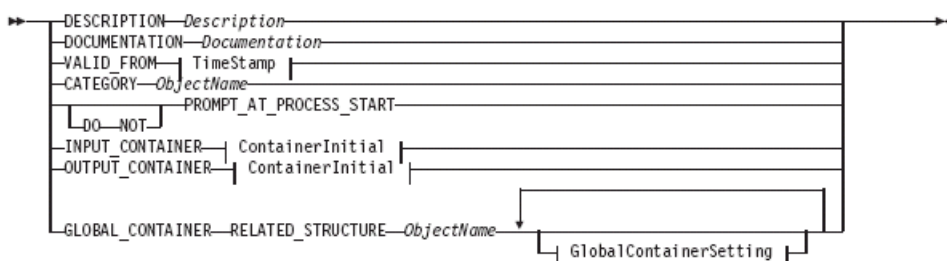 DESCRIPTION Description
DOCUMENTATION Documentation
VALID_FROM TimeStamp
CATEGORY ObjectName
PROMPT_AT_PROCESS_START
DO NOT
INPUT_CONTAINER ContainerInitial
OUTPUT_CONTAINER ContainerInitial
GLOBAL_CONTAINER RELATED_STRUCTURE ObjectName
GlobalContainerSetting